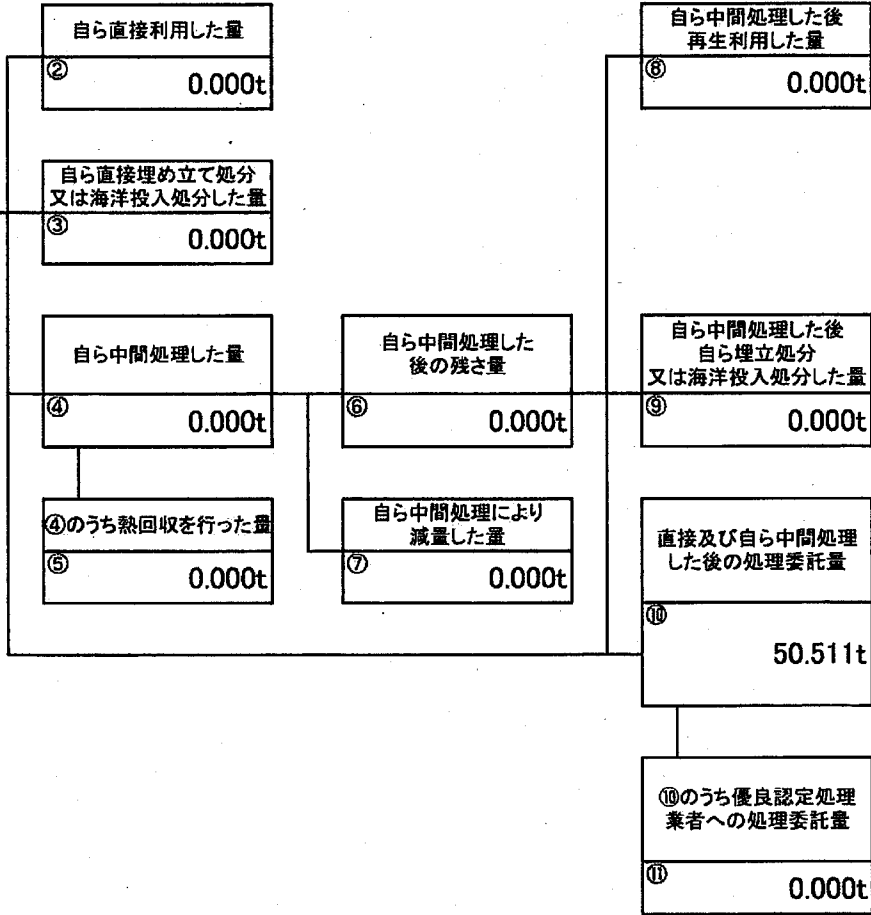 自ら直接利用した量
②
0.000t
自ら直接埋め立て処分
又は海洋投入処分した量
③
0.000t
自ら中間処理した量
④
0.000t
④のうち熱回収を行った量
⑤
0.000t
自ら中間処理した
後の残さ量
⑥
0.000t
自ら中間処理により
減量した量
⑦
0.000t
自ら中間処理した後
再生利用した量
⑧
0.000t
自ら中間処理した後
自ら埋立処分
又は海洋投入処分した量
⑨
0.000t
直接及び自ら中間処理
した後の処理委託量
⑩
50.511t
⑩のうち優良認定処理
業者への処理委託量
⑪
0.000t